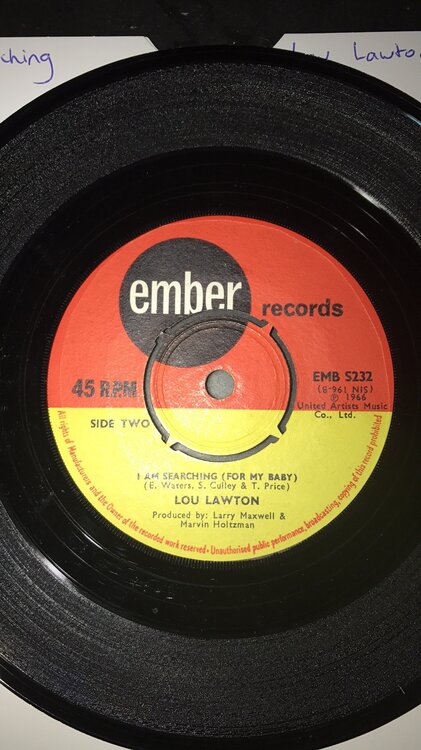 ching
Lou Lawto
ember records
45 R.P.M
EMB S232
(8-961 NIS)
℗ 1966
United Artists Music
Co., Ltd.
SIDE TWO
I AM SEARCHING (FOR MY BABY)
(E. Waters, S. Culley & T. Price)
LOU LAWTON
Produced by: Larry Maxwell &
Marvin Holtzman
All rights of Manufacturers and the Owner of the recorded work reserved • Unauthorised public performance, broadcasting, copying of this record prohibited